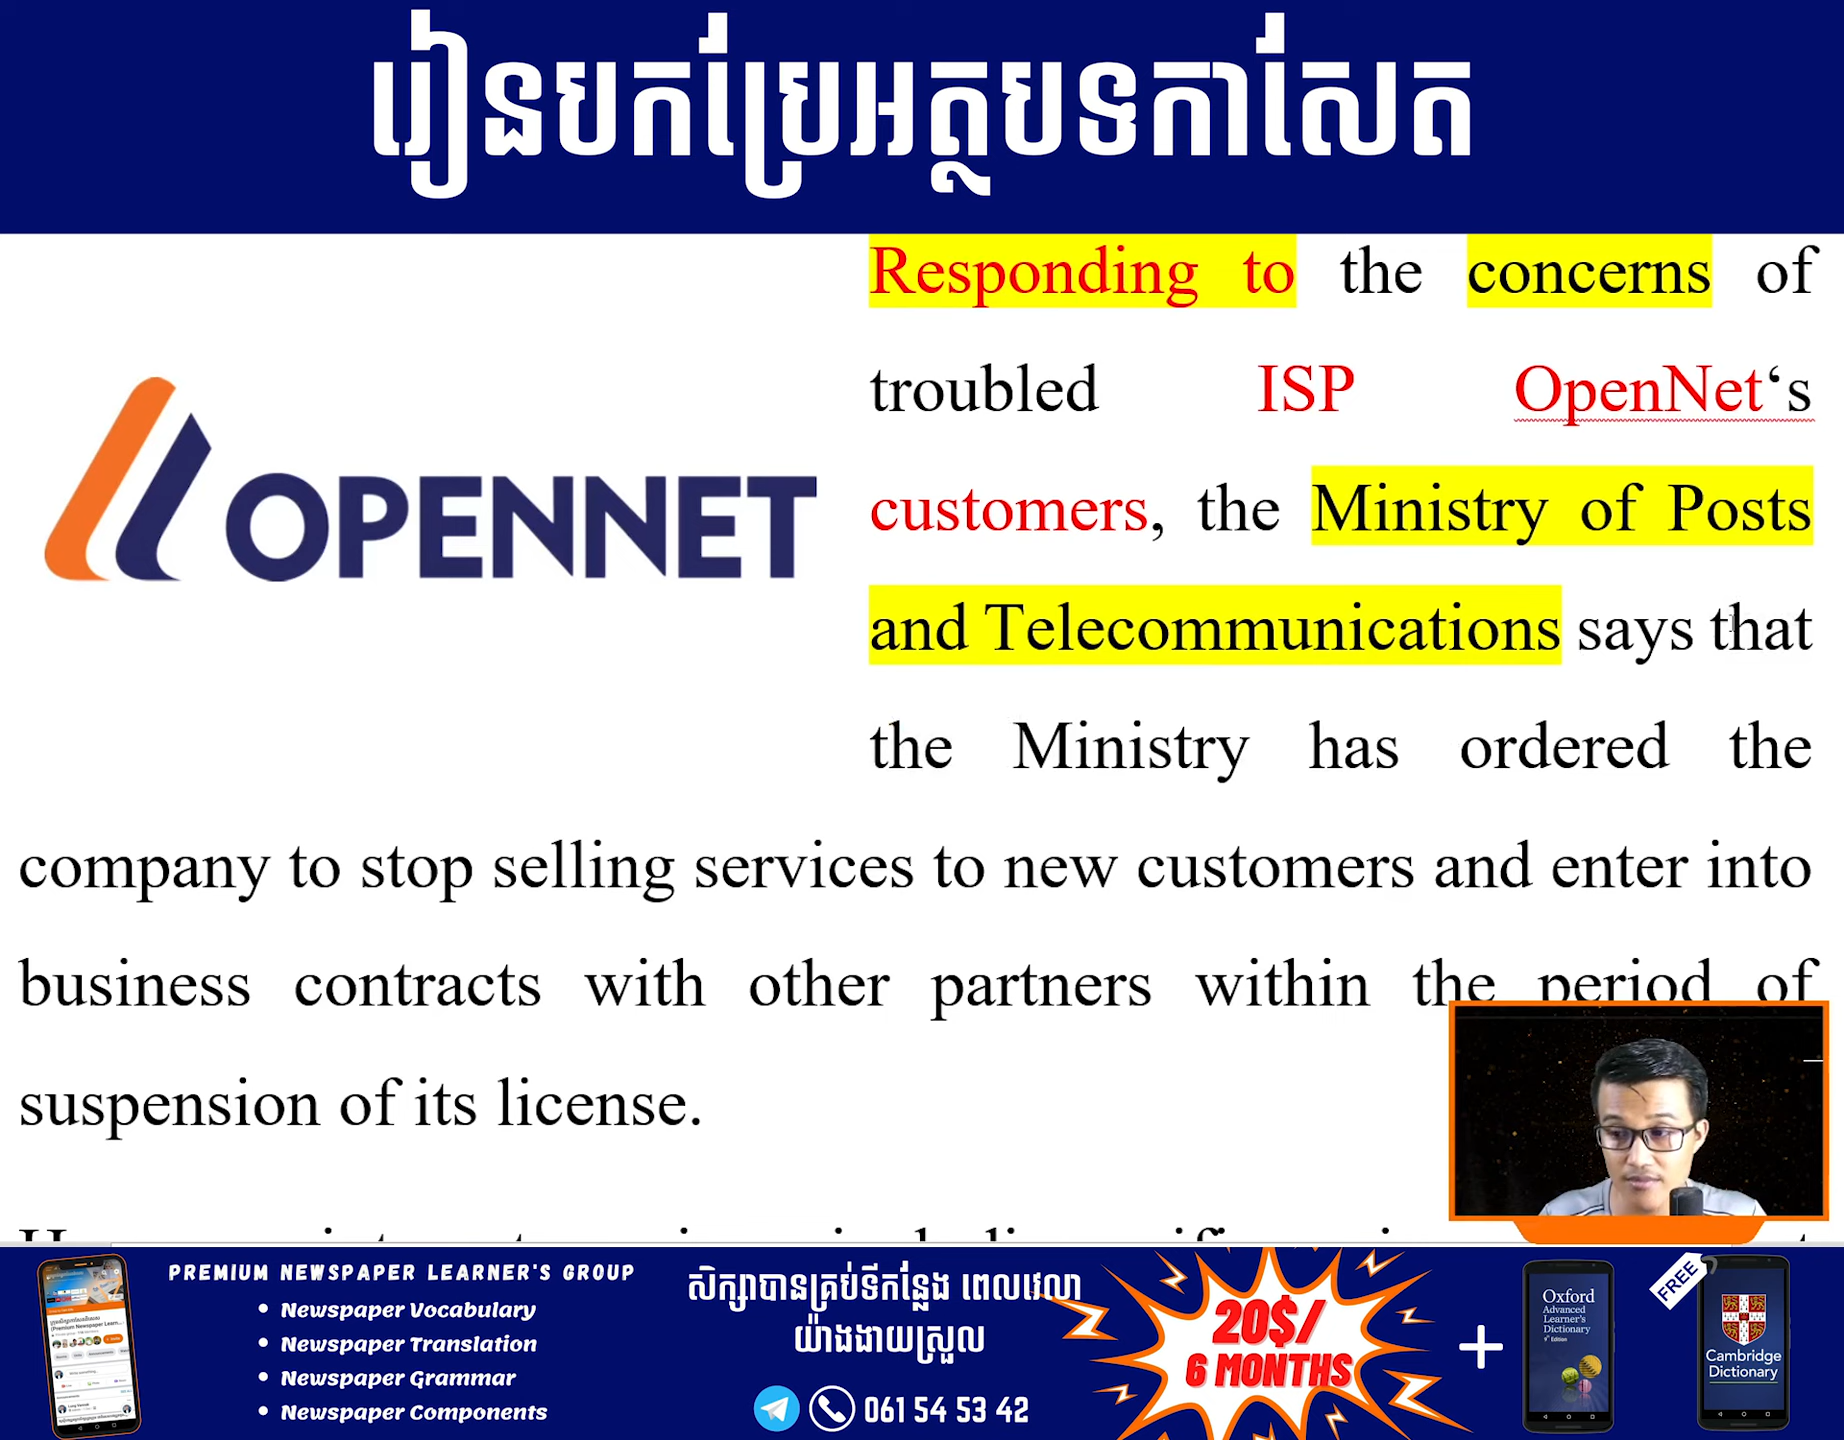 រៀនបកប្រែអត្ថបទកាសែត
Responding to the concerns of
troubled ISP OpenNet‘s
customers, the Ministry of Posts
and Telecommunications says that
the Ministry has ordered the
company to stop selling services to new customers and enter into
business contracts with other partners within the period of
suspension of its license.
OPENNET
PREMIUM NEWSPAPER LEARNER'S GROUP
• Newspaper Vocabulary
• Newspaper Translation
• Newspaper Grammar
• Newspaper Components
សិក្សាបានគ្រប់ទីកន្លែង ពេលវេលា
យ៉ាងងាយស្រួល
061 54 53 42
20$/
6 MONTHS
+
Oxford
Advanced
Learner's
Dictionary
9th Edition
FREE
Cambridge
Dictionary